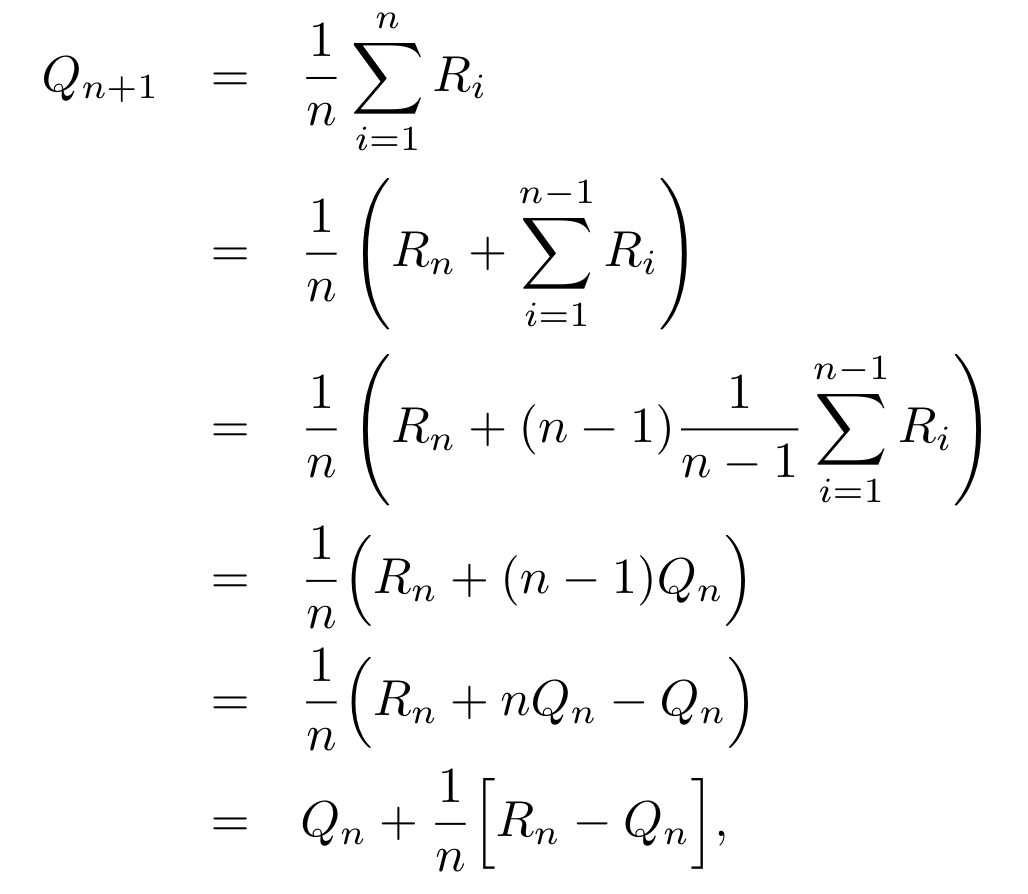 Q_{n+1} = \frac{1}{n} \sum_{i=1}^{n} R_i
= \frac{1}{n} \left( R_n + \sum_{i=1}^{n-1} R_i \right)
= \frac{1}{n} \left( R_n + (n-1) \frac{1}{n-1} \sum_{i=1}^{n-1} R_i \right)
= \frac{1}{n} \Big( R_n + (n-1) Q_n \Big)
= \frac{1}{n} \Big( R_n + n Q_n - Q_n \Big)
= Q_n + \frac{1}{n} \Big[ R_n - Q_n \Big],